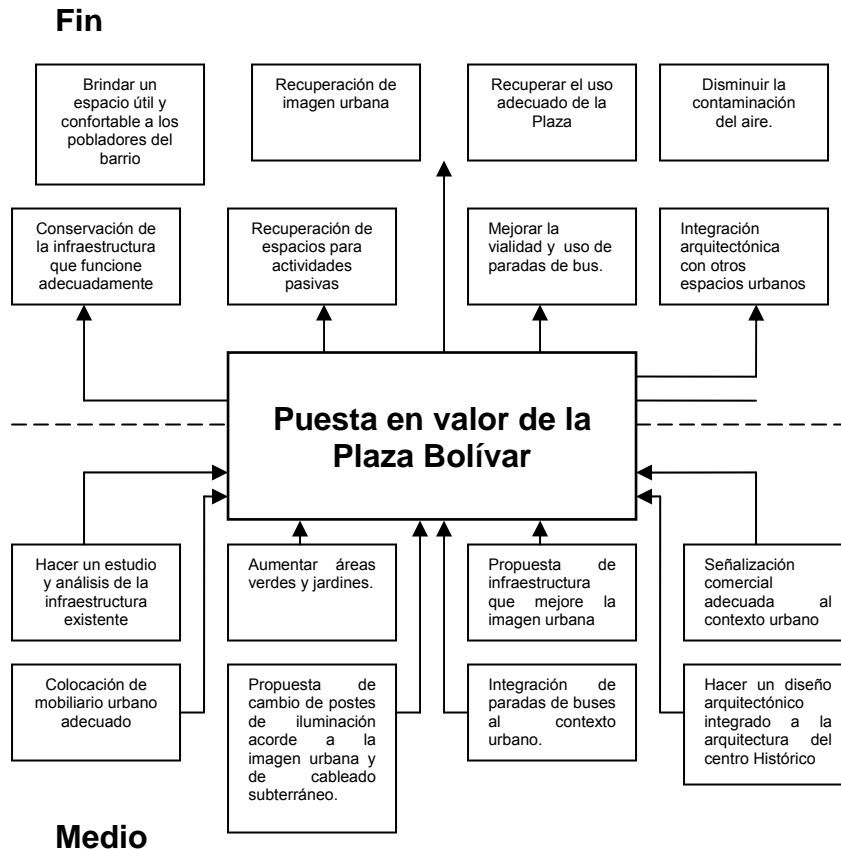 Fin
Brindar un
espacio útil y
confortable a los
pobladores del
barrio
Recuperación de
imagen urbana
Recuperar el uso
adecuado de la
Plaza
Disminuir la
contaminación
del aire.
Conservación de
la infraestructura
que funcione
adecuadamente
Recuperación de
espacios para
actividades
pasivas
Mejorar la
vialidad y uso de
paradas de bus.
Integración
arquitectónica
con otros
espacios urbanos
Puesta en valor de la
Plaza Bolívar
Hacer un estudio
y análisis de la
infraestructura
existente
Aumentar áreas
verdes y jardines.
Propuesta de
infraestructura
que mejore la
imagen urbana
Señalización
comercial
adecuada al
contexto urbano
Colocación de
mobiliario urbano
adecuado
Propuesta de
cambio de postes
de iluminación
acorde a la
imagen urbana y
de cableado
subterráneo.
Integración de
paradas de buses
al contexto
urbano.
Hacer un diseño
arquitectónico
integrado a la
arquitectura del
centro Histórico
Medio